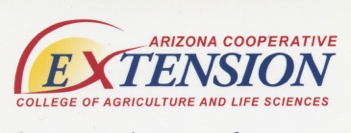 ARIZONA COOPERATIVE
EXTENSION
COLLEGE OF AGRICULTURE AND LIFE SCIENCES